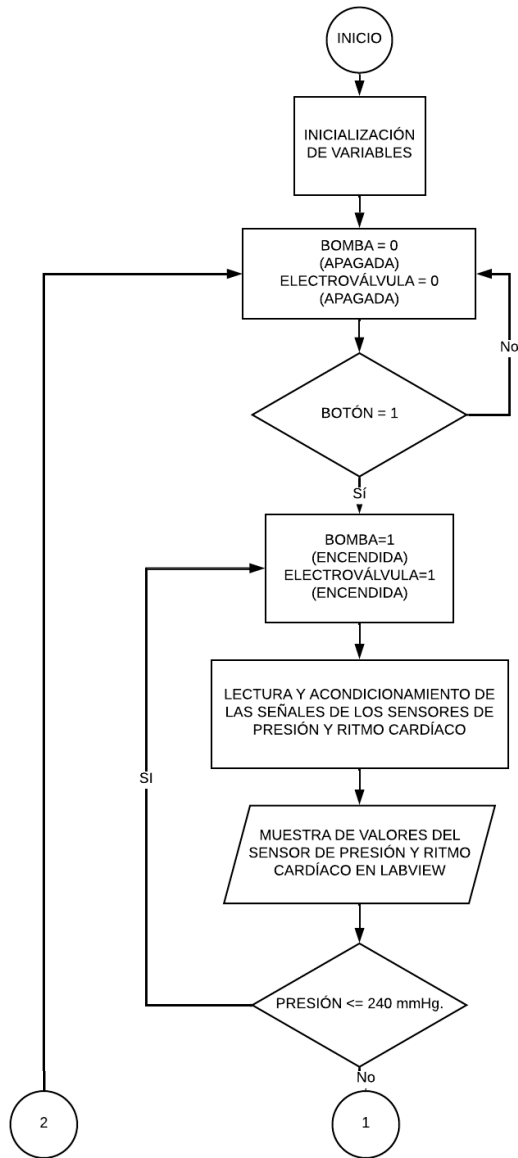 INICIO
INICIALIZACIÓN
DE VARIABLES
BOMBA = 0
(APAGADA)
ELECTROVÁLVULA = 0
(APAGADA)
No
BOTÓN = 1
Sí
BOMBA=1
(ENCENDIDA)
ELECTROVÁLVULA=1
(ENCENDIDA)
LECTURA Y ACONDICIONAMIENTO DE
LAS SEÑALES DE LOS SENSORES DE
PRESIÓN Y RITMO CARDÍACO
SI
MUESTRA DE VALORES DEL
SENSOR DE PRESIÓN Y RITMO
CARDÍACO EN LABVIEW
PRESIÓN <= 240 mmHg.
No
2
1